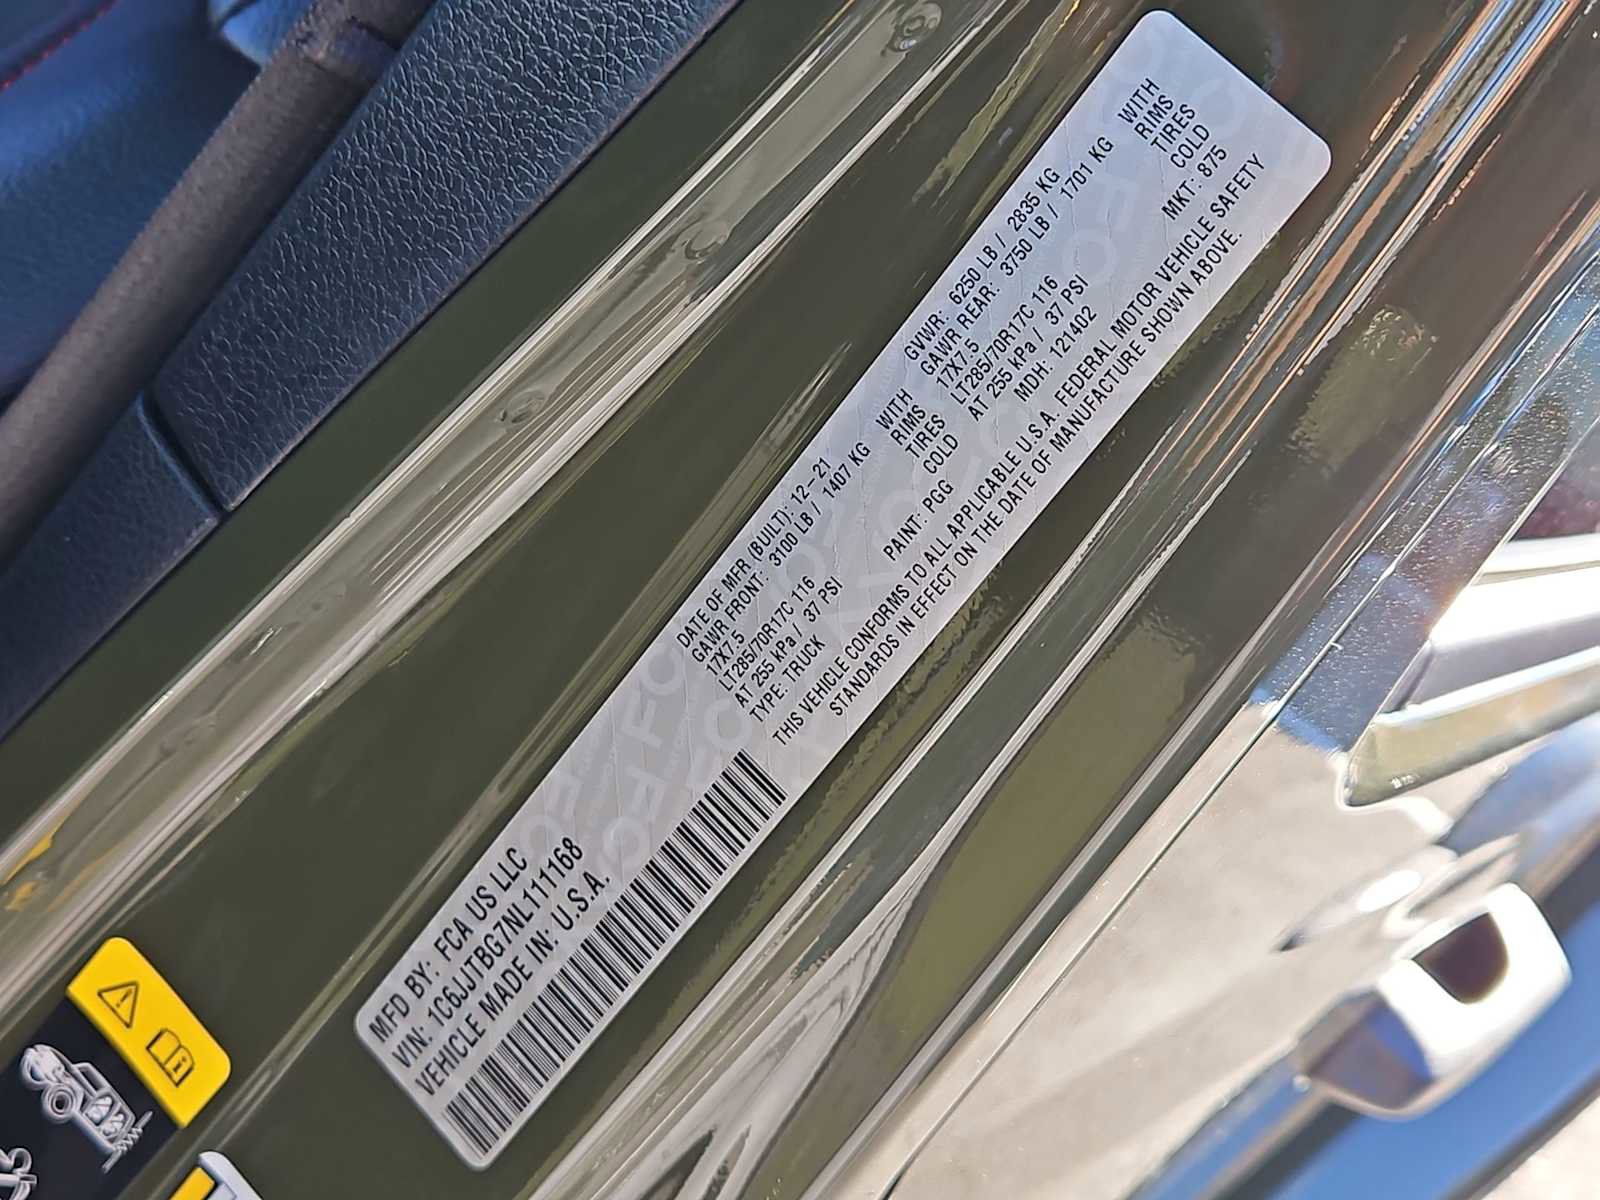 MFD BY: FCA US LLC
VIN: 1C6JJTBG7NL111168
VEHICLE MADE IN: U.S.A.
DATE OF MFR (BUILT): 12-21 GVWR: 6250 LB / 2835 KG
GAWR FRONT: 3100 LB / 1407 KG WITH GAWR REAR: 3750 LB / 1701 KG WITH
17X7.5 RIMS 17X7.5 RIMS
LT285/70R17C 116 TIRES LT285/70R17C 116 TIRES
AT 255 kPa / 37 PSI COLD AT 255 kPa / 37 PSI COLD
TYPE: TRUCK PAINT: PGG MDH: 121402 MKT: 875
THIS VEHICLE CONFORMS TO ALL APPLICABLE U.S.A. FEDERAL MOTOR VEHICLE SAFETY
STANDARDS IN EFFECT ON THE DATE OF MANUFACTURE SHOWN ABOVE.